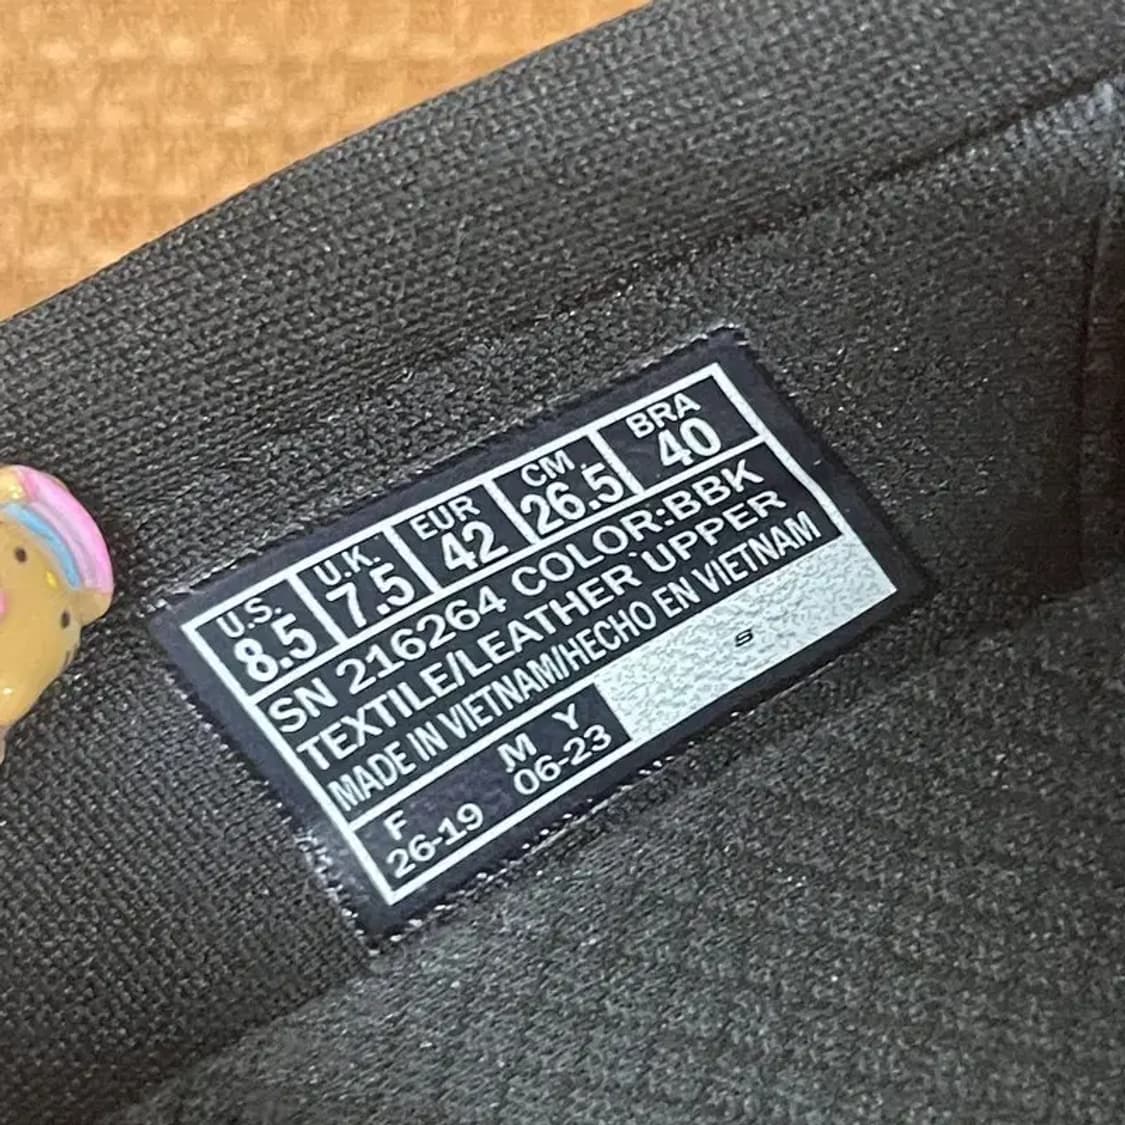 U.S. U.K. EUR CM BRA
8.5 7.5 42 26.5 40
SN 216264 COLOR:BBK
TEXTILE/LEATHER UPPER
MADE IN VIETNAM/HECHO EN VIETNAM
F M Y
26-19 06-23
S